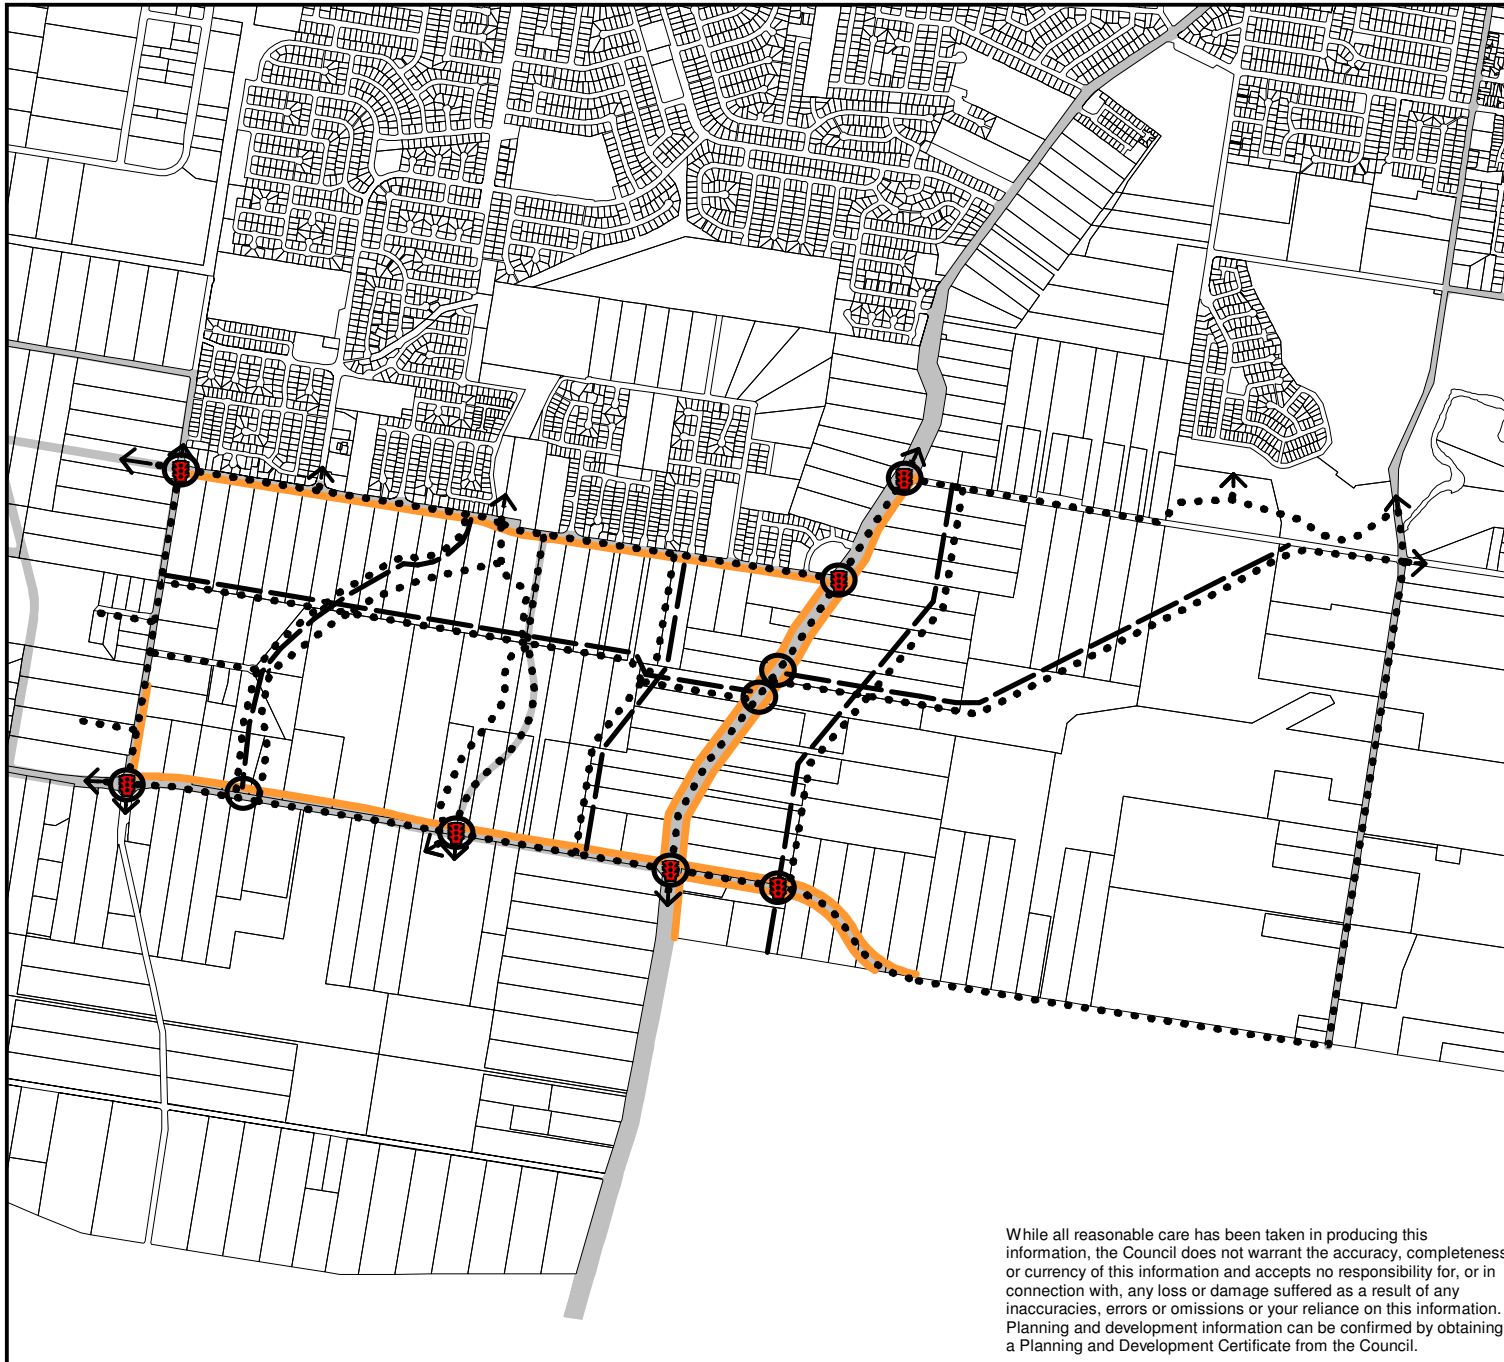 While all reasonable care has been taken in producing this
information, the Council does not warrant the accuracy, completeness
or currency of this information and accepts no responsibility for, or in
connection with, any loss or damage suffered as a result of any
inaccuracies, errors or omissions or your reliance on this information.
Planning and development information can be confirmed by obtaining
a Planning and Development Certificate from the Council.